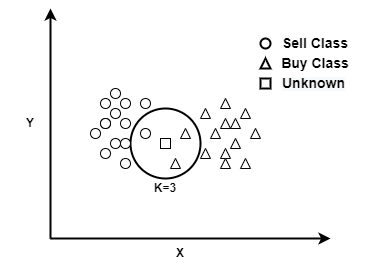 Sell Class
Buy Class
Unknown
Y
K=3
X